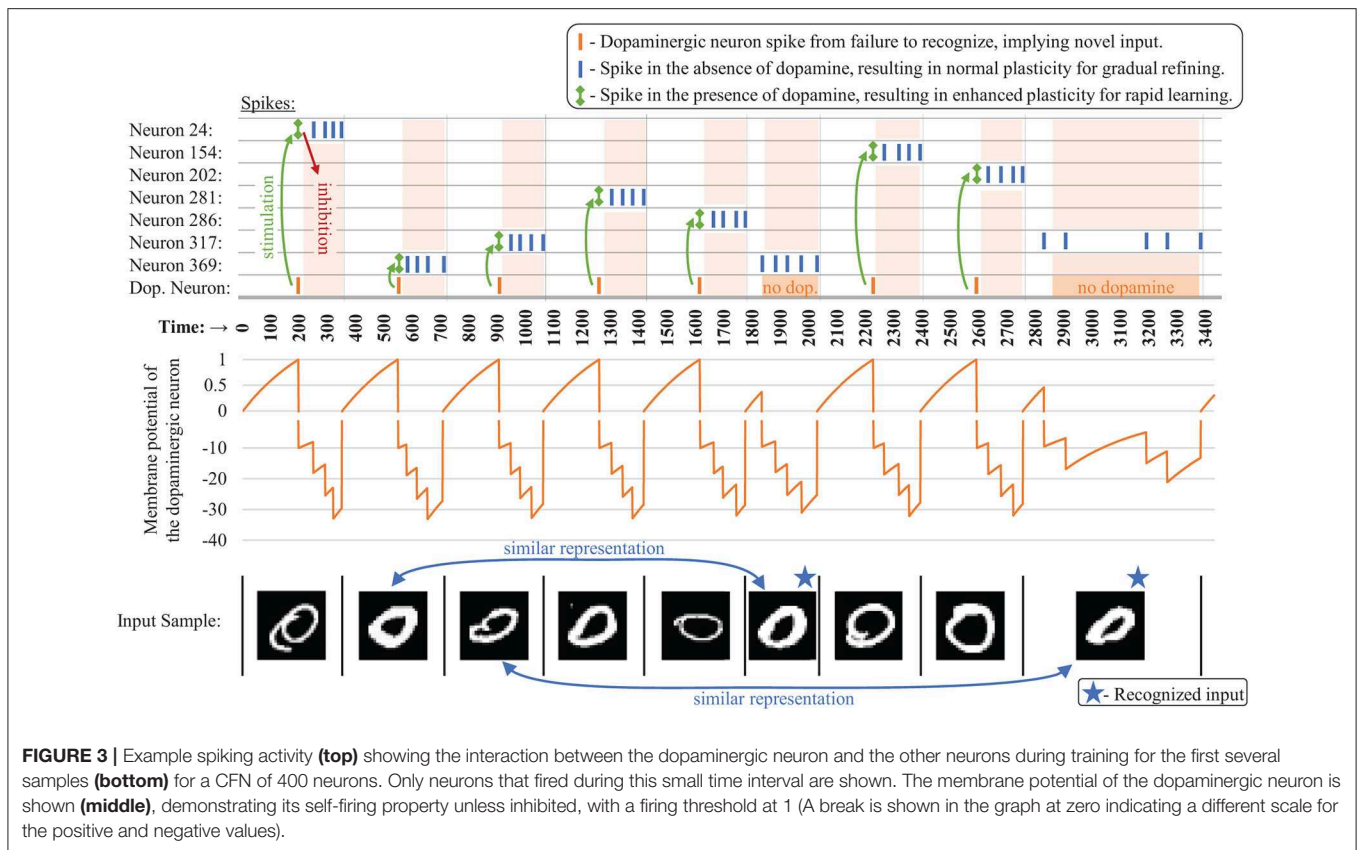 - Dopaminergic neuron spike from failure to recognize, implying novel input.
- Spike in the absence of dopamine, resulting in normal plasticity for gradual refining.
- Spike in the presence of dopamine, resulting in enhanced plasticity for rapid learning.
Spikes:
Neuron 24:
Neuron 154:
Neuron 202:
Neuron 281:
Neuron 286:
Neuron 317:
Neuron 369:
Dop. Neuron:
stimulation
inhibition
no dop.
no dopamine
Time: →
0 100 200 300 400 500 600 700 800 900 1000 1100 1200 1300 1400 1500 1600 1700 1800 1900 2000 2100 2200 2300 2400 2500 2600 2700 2800 2900 3000 3100 3200 3300 3400
Membrane potential of
the dopaminergic neuron
1
0.5
0
-10
-20
-30
-40
similar representation
Input Sample:
similar representation
- Recognized input
FIGURE 3 | Example spiking activity (top) showing the interaction between the dopaminergic neuron and the other neurons during training for the first several
samples (bottom) for a CFN of 400 neurons. Only neurons that fired during this small time interval are shown. The membrane potential of the dopaminergic neuron is
shown (middle), demonstrating its self-firing property unless inhibited, with a firing threshold at 1 (A break is shown in the graph at zero indicating a different scale for
the positive and negative values).